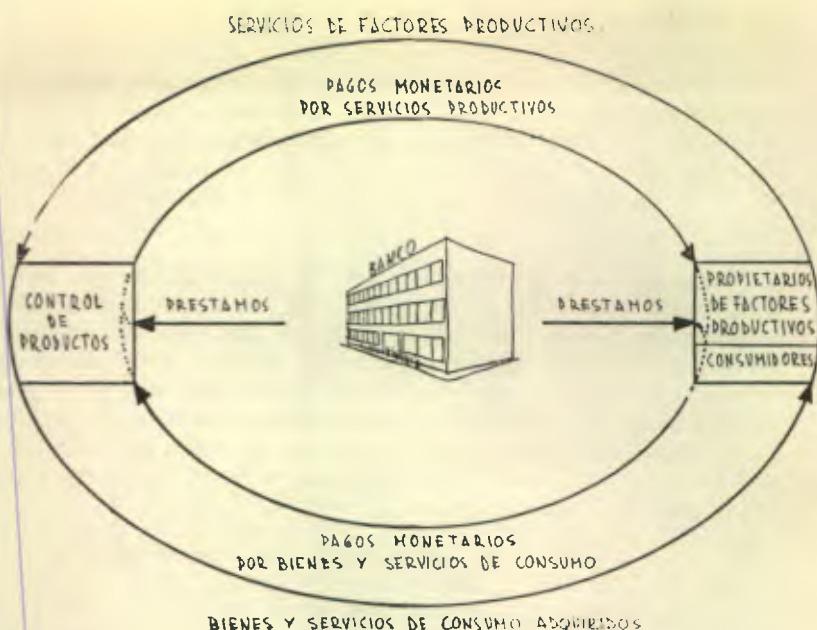 SERVICIOS DE FACTORES PRODUCTIVOS
PAGOS MONETARIOS
POR SERVICIOS PRODUCTIVOS
BANCO
CONTROL
DE
PRODUCTOS
PRESTAMOS
PRESTAMOS
PROPIETARIOS
DE FACTORES
PRODUCTIVOS
CONSUMIDORES
PAGOS MONETARIOS
POR BIENES Y SERVICIOS DE CONSUMO
BIENES Y SERVICIOS DE CONSUMO ADQUIRIDOS